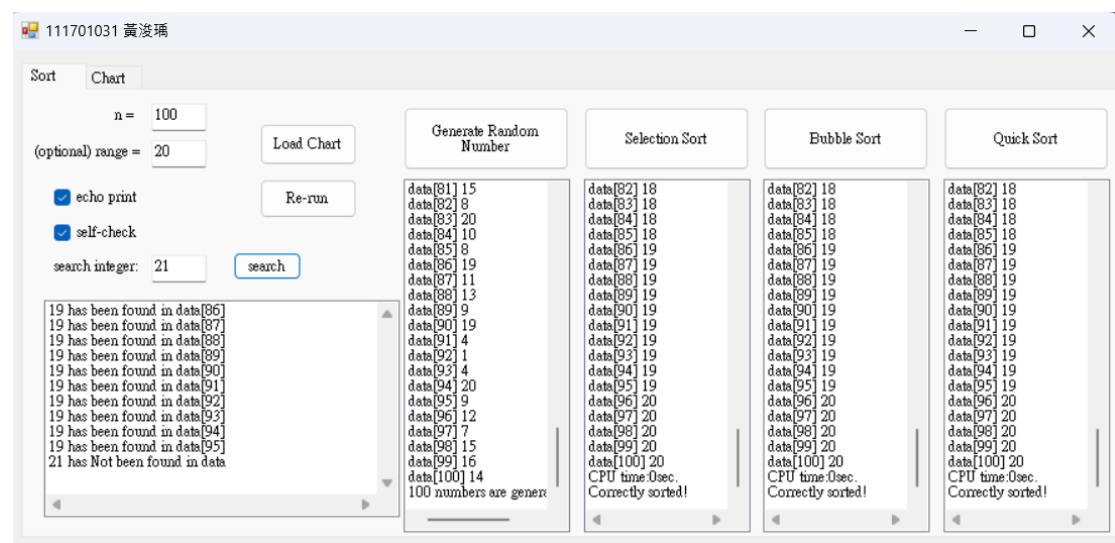 111701031 黃浚瑀
Sort
Chart
n =
100
(optional) range =
20
Load Chart
echo print
Re-run
self-check
search integer:
21
search
19 has been found in data[86]
19 has been found in data[87]
19 has been found in data[88]
19 has been found in data[89]
19 has been found in data[90]
19 has been found in data[91]
19 has been found in data[92]
19 has been found in data[93]
19 has been found in data[94]
19 has been found in data[95]
21 has Not been found in data
Generate Random
Number
data[81] 15
data[82] 8
data[83] 20
data[84] 10
data[85] 8
data[86] 19
data[87] 11
data[88] 13
data[89] 9
data[90] 19
data[91] 4
data[92] 1
data[93] 4
data[94] 20
data[95] 9
data[96] 12
data[97] 7
data[98] 15
data[99] 16
data[100] 14
100 numbers are genera
Selection Sort
data[82] 18
data[83] 18
data[84] 18
data[85] 18
data[86] 19
data[87] 19
data[88] 19
data[89] 19
data[90] 19
data[91] 19
data[92] 19
data[93] 19
data[94] 19
data[95] 19
data[96] 20
data[97] 20
data[98] 20
data[99] 20
data[100] 20
CPU time:0sec.
Correctly sorted!
Bubble Sort
data[82] 18
data[83] 18
data[84] 18
data[85] 18
data[86] 19
data[87] 19
data[88] 19
data[89] 19
data[90] 19
data[91] 19
data[92] 19
data[93] 19
data[94] 19
data[95] 19
data[96] 20
data[97] 20
data[98] 20
data[99] 20
data[100] 20
CPU time:0sec.
Correctly sorted!
Quick Sort
data[82] 18
data[83] 18
data[84] 18
data[85] 18
data[86] 19
data[87] 19
data[88] 19
data[89] 19
data[90] 19
data[91] 19
data[92] 19
data[93] 19
data[94] 19
data[95] 19
data[96] 20
data[97] 20
data[98] 20
data[99] 20
data[100] 20
CPU time:0sec.
Correctly sorted!